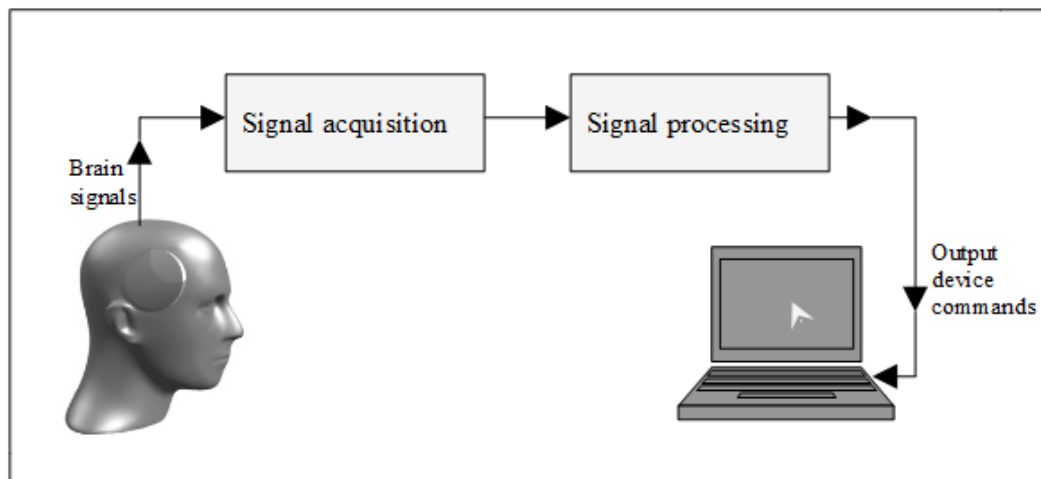 Signal acquisition
Signal processing
Brain
signals
Output
device
commands